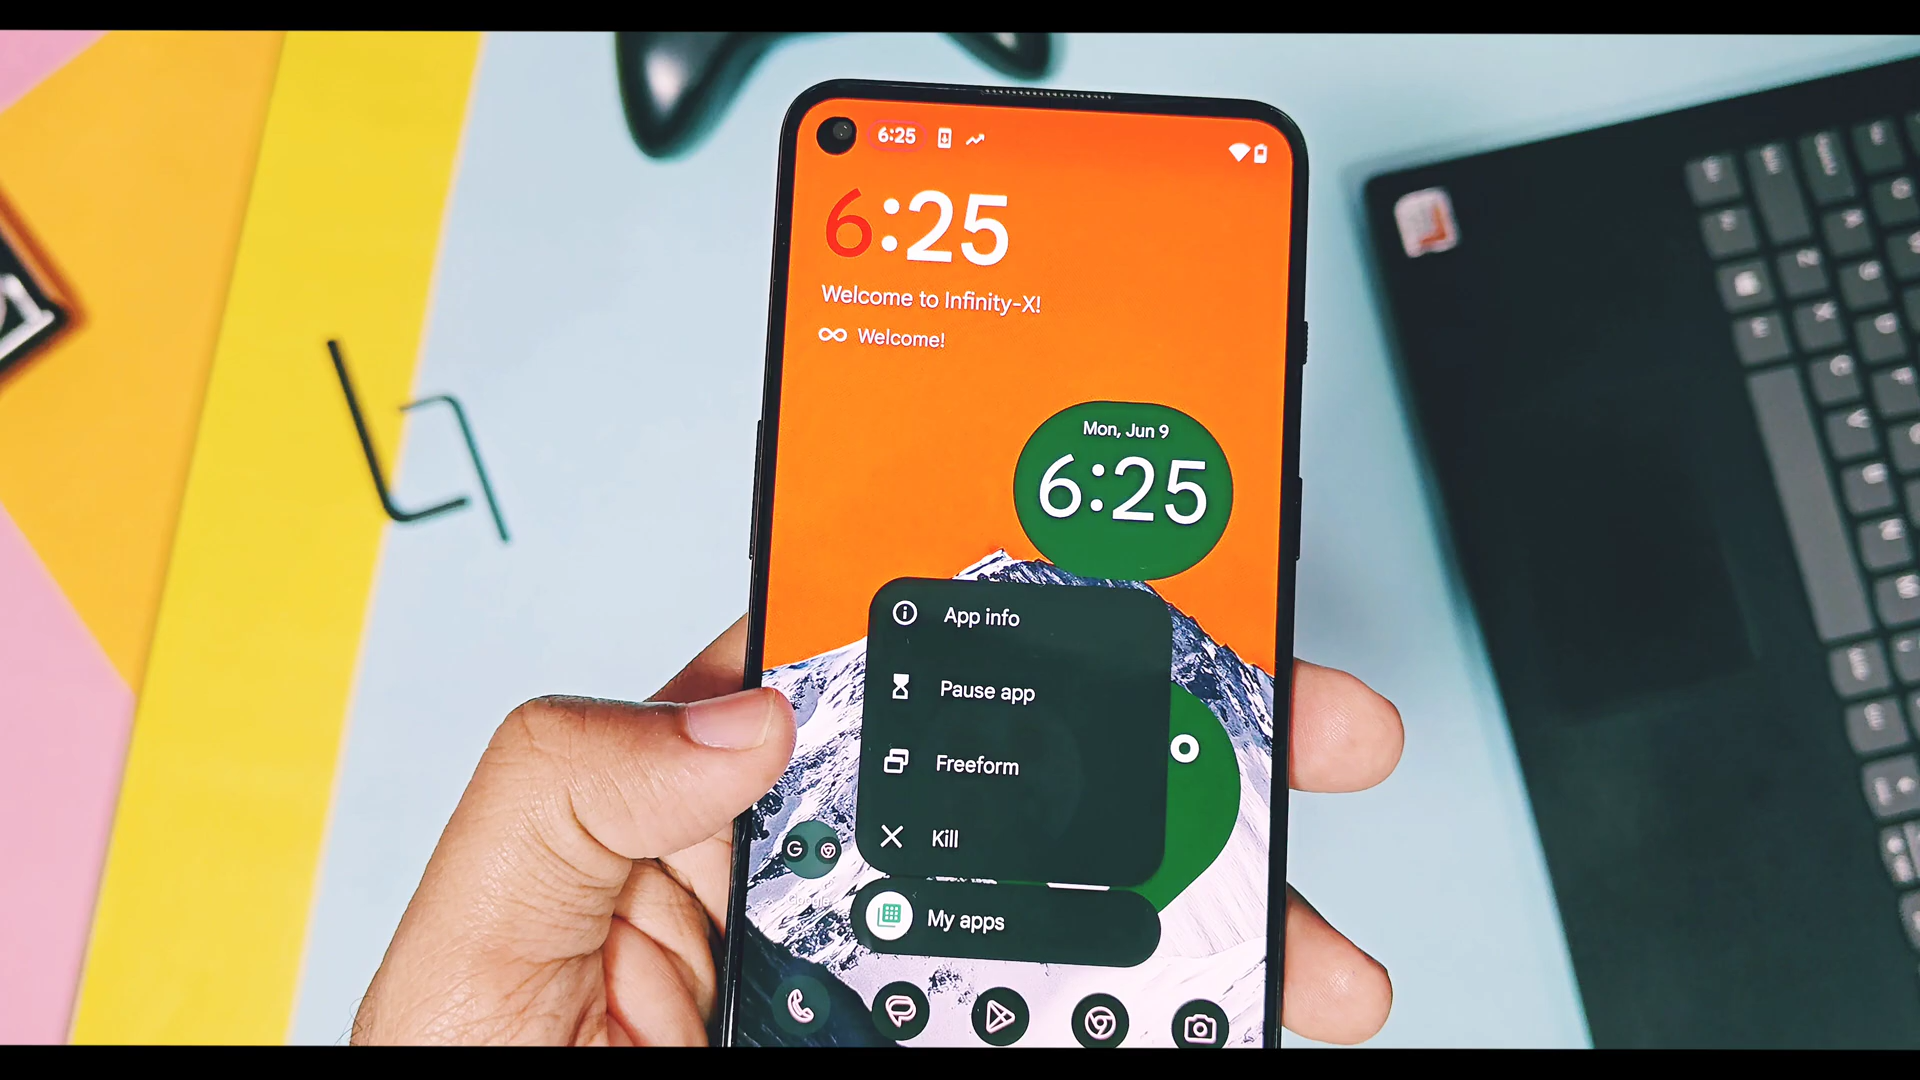 6:25
6:25
Welcome to Infinity-X!
Welcome!
Mon, Jun 9
6:25
App info
Pause app
Freeform
Kill
G
My apps